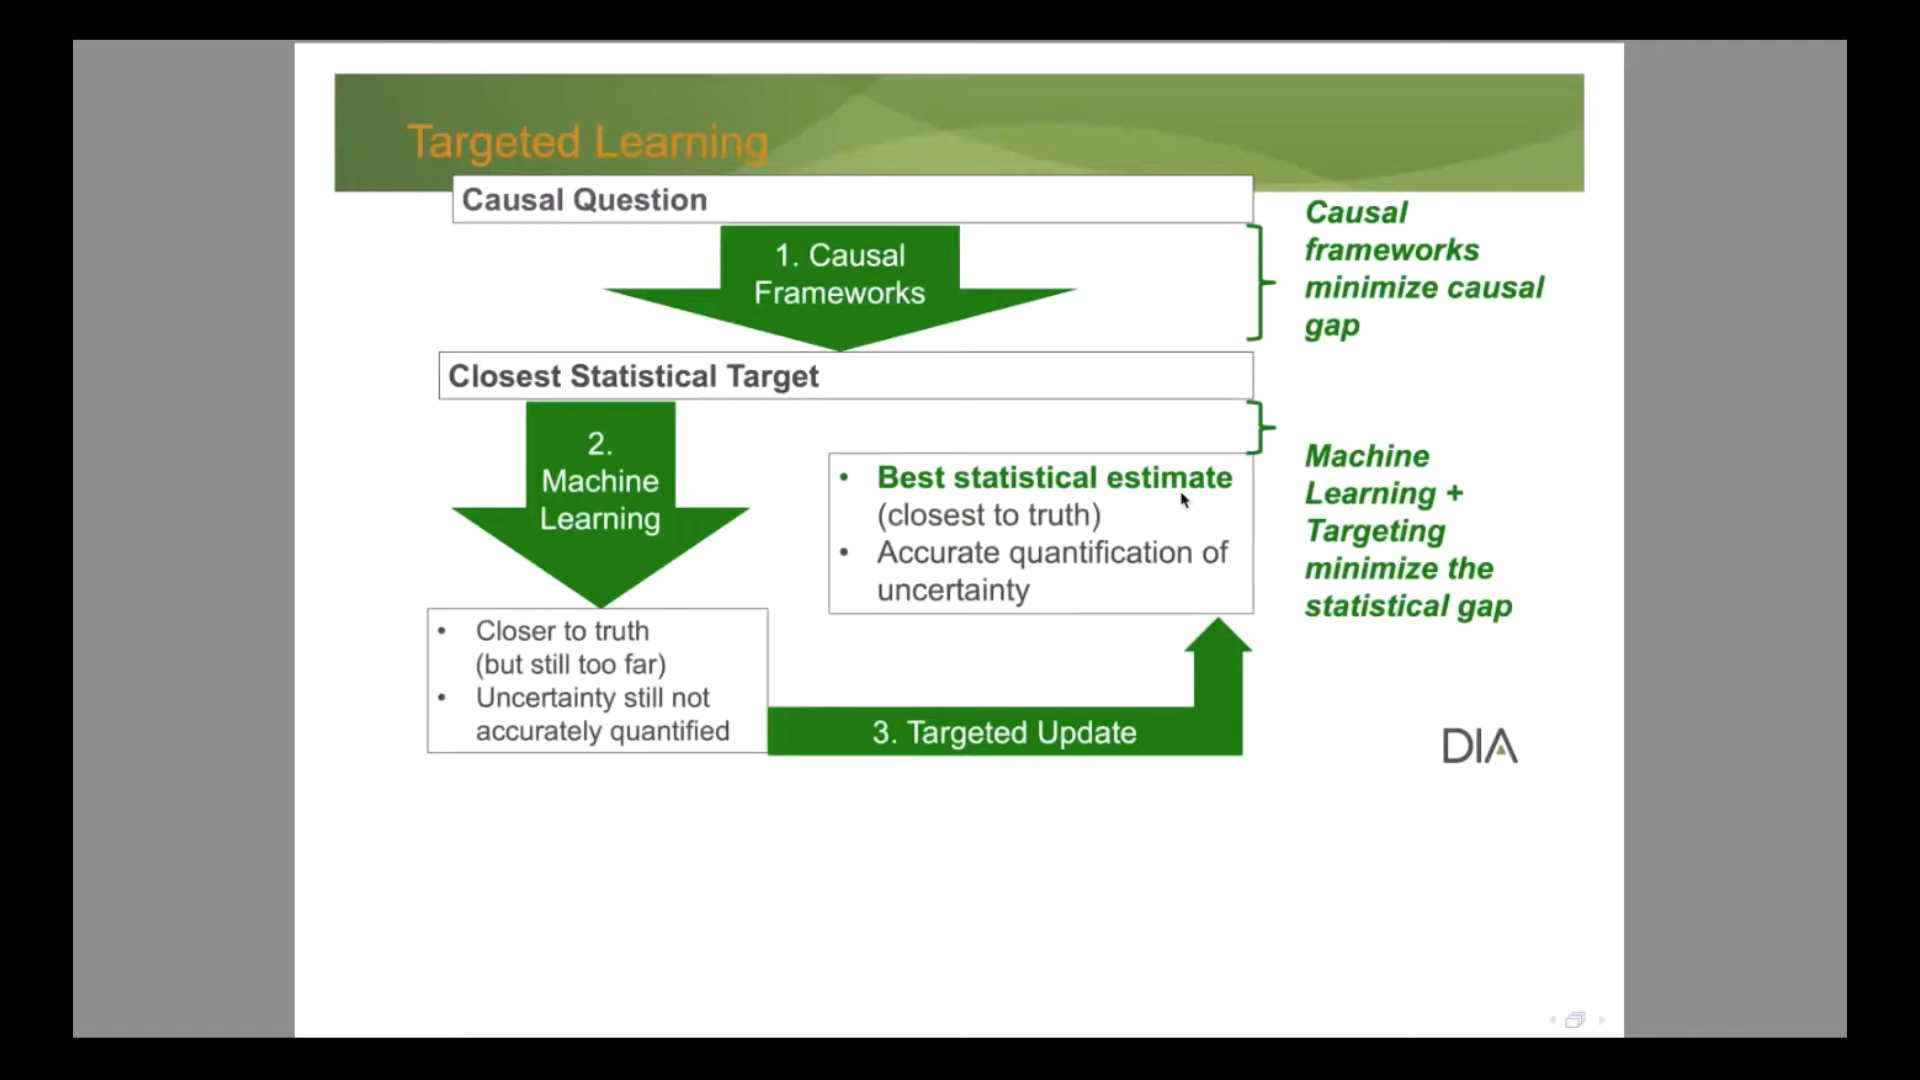 Targeted Learning
Causal Question
1. Causal
Frameworks
Causal
frameworks
minimize causal
gap
Closest Statistical Target
2.
Machine
Learning
• Best statistical estimate
(closest to truth)
• Accurate quantification of
uncertainty
Machine
Learning +
Targeting
minimize the
statistical gap
• Closer to truth
(but still too far)
• Uncertainty still not
accurately quantified
3. Targeted Update
DIA